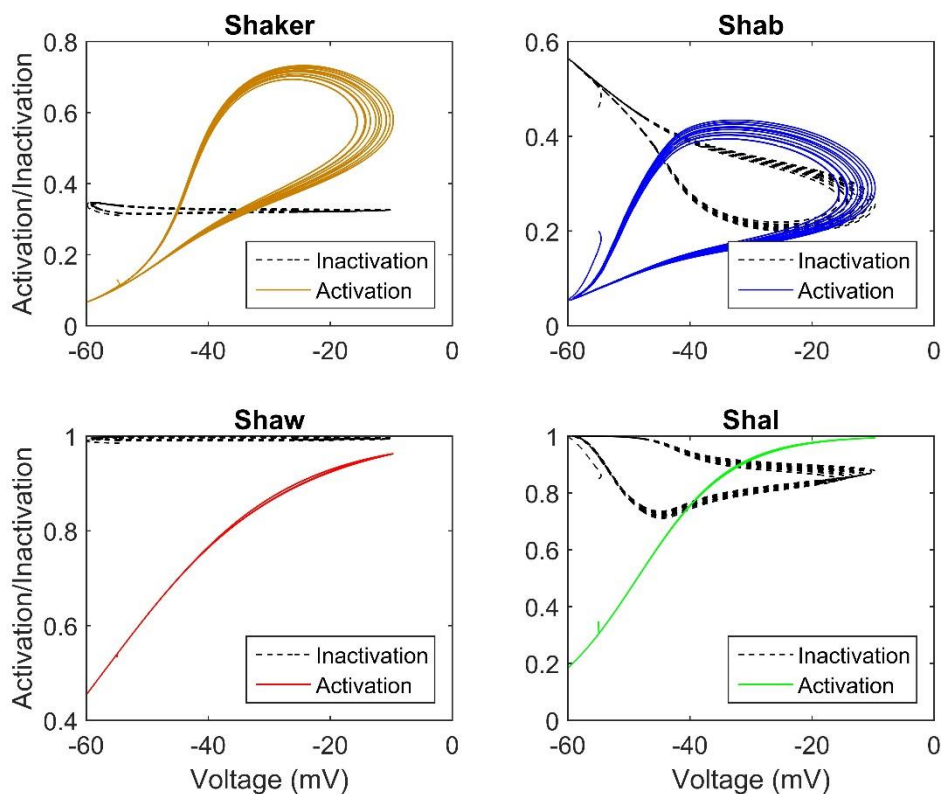 Shaker
Activation/Inactivation
0.8
0.6
0.4
0.2
0
-60
-40
-20
0
Inactivation
Activation
Shab
0.6
0.4
0.2
0
-60
-40
-20
0
Inactivation
Activation
Shaw
Activation/Inactivation
1
0.8
0.6
0.4
-60
-40
-20
0
Voltage (mV)
Inactivation
Activation
Shal
1
0.8
0.6
0.4
0.2
0
-60
-40
-20
0
Voltage (mV)
Inactivation
Activation